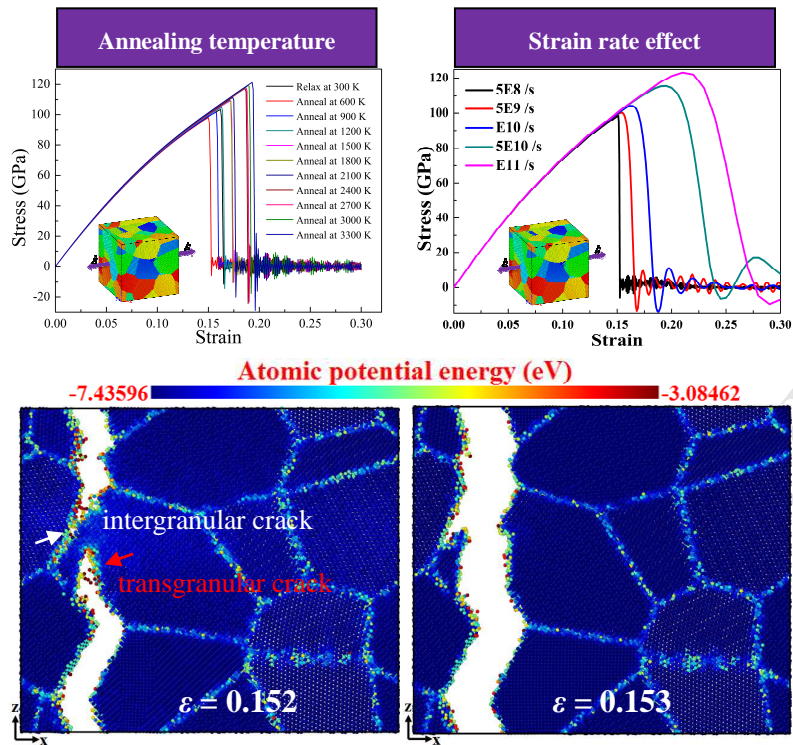 Annealing temperature
Strain rate effect
120
100
80
60
40
20
0
-20
Stress (GPa)
Relax at 300 K
Anneal at 600 K
Anneal at 900 K
Anneal at 1200 K
Anneal at 1500 K
Anneal at 1800 K
Anneal at 2100 K
Anneal at 2400 K
Anneal at 2700 K
Anneal at 3000 K
Anneal at 3300 K
0.00 0.05 0.10 0.15 0.20 0.25 0.30
Strain
120
100
80
60
40
20
0
Stress (GPa)
5E8 /s
5E9 /s
E10 /s
5E10 /s
E11 /s
0.00 0.05 0.10 0.15 0.20 0.25 0.30
Strain
Atomic potential energy (eV)
-7.43596
-3.08462
intergranular crack
transgranular crack
ε = 0.152
z
x
ε = 0.153
z
x